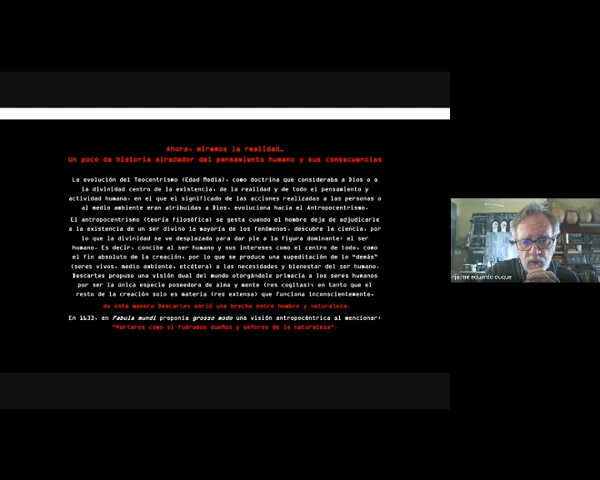 Ahora, miremos la realidad…
Un poco de historia alrededor del pensamiento humano y sus consecuencias
La evolución del Teocentrismo (Edad Media), como doctrina que consideraba a Dios o a
la divinidad centro de la existencia, de la realidad y de todo el pensamiento y
actividad humana, en el que el significado de las acciones realizadas a las personas o
al medio ambiente eran atribuidas a Dios, evoluciona hacia el Antropocentrismo.
El antropocentrismo (teoría filosófica) se gesta cuando el hombre deja de adjudicarle
a la existencia de un ser divino la mayoría de los fenómenos, descubre la ciencia, por
lo que la divinidad se ve desplazada para dar pie a la figura dominante: el ser
humano. Es decir, concibe al ser humano y sus intereses como el centro de todo, como
el fin absoluto de la creación, por lo que se produce una supeditación de lo "demás"
(seres vivos, medio ambiente, etcétera) a las necesidades y bienestar del ser humano.
Descartes propuso una visión dual del mundo otorgándole primacía a los seres humanos
por ser la única especie poseedora de alma y mente (res cogitas), en tanto que el
resto de la creación solo es materia (res extensa) que funciona inconscientemente,
de esta manera Descartes abrió una brecha entre hombre y naturaleza.
En 1633, en Fabula mundi proponía grosso modo una visión antropocéntrica al mencionar:
"Portaros como si fuéramos dueños y señores de la naturaleza".
jaime eduardo duque